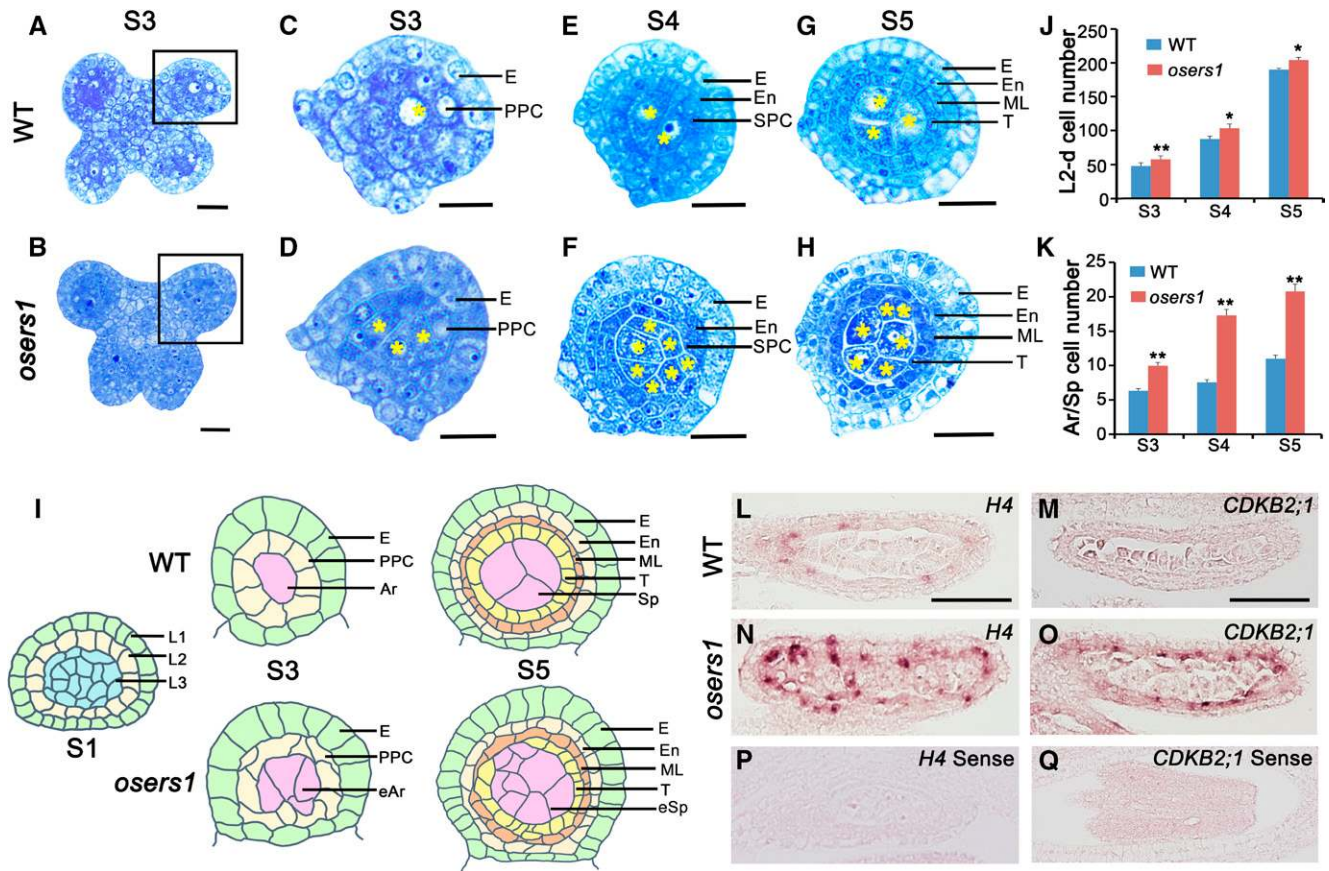 S3
S4
S5
WT
osers1
A
C
E
PPC
E
E
En
SPC
G
E
En
ML
T
B
D
E
PPC
F
E
En
SPC
H
E
En
ML
T
J
WT
osers1
L2-d cell number
250
200
150
100
50
0
**
*
*
S3 S4 S5
K
WT
osers1
Ar/Sp cell number
25
20
15
10
5
0
**
**
**
S3 S4 S5
I
WT
E
PPC
Ar
E
En
ML
T
Sp
L1
L2
L3
S1
S3
S5
osers1
E
PPC
eAr
E
En
ML
T
eSp
WT
L H4
M CDKB2;1
osers1
N H4
O CDKB2;1
P H4 Sense
Q CDKB2;1 Sense